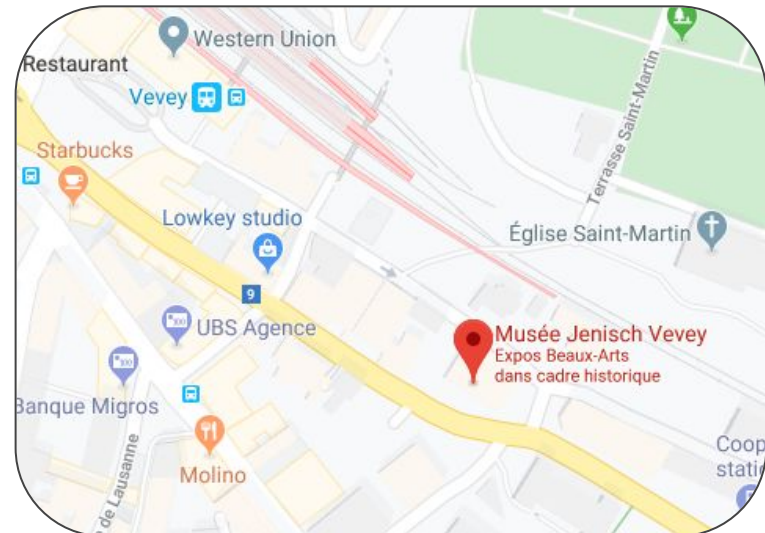 Western Union
Restaurant
Vevey
Terrasse Saint-Martin
Starbucks
Lowkey studio
Église Saint-Martin
9
UBS Agence
Musée Jenisch Vevey
Expos Beaux-Arts
dans cadre historique
Banque Migros
Coop
static
Molino
de Lausanne